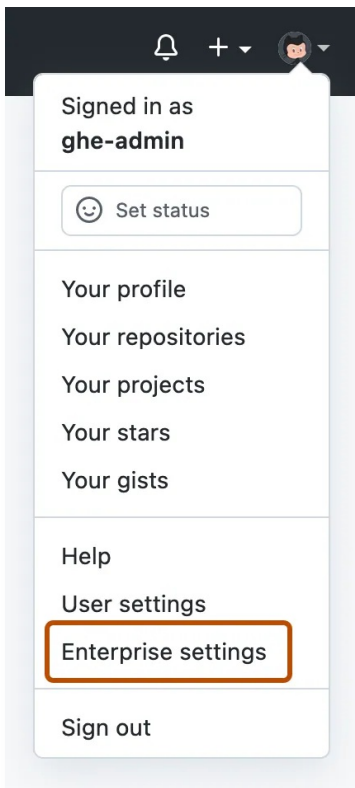 Signed in as
ghe-admin
Set status
Your profile
Your repositories
Your projects
Your stars
Your gists
Help
User settings
Enterprise settings
Sign out